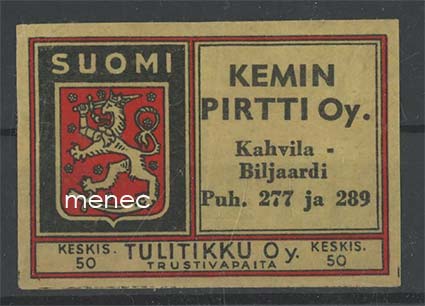 SUOMI
menec
KEMIN
PIRTTI Oy.
Kahvila -
Biljaardi
Puh. 277 ja 289
KESKIS.
50
TULITIKKU Oy.
TRUSTIVAPAITA
KESKIS.
50